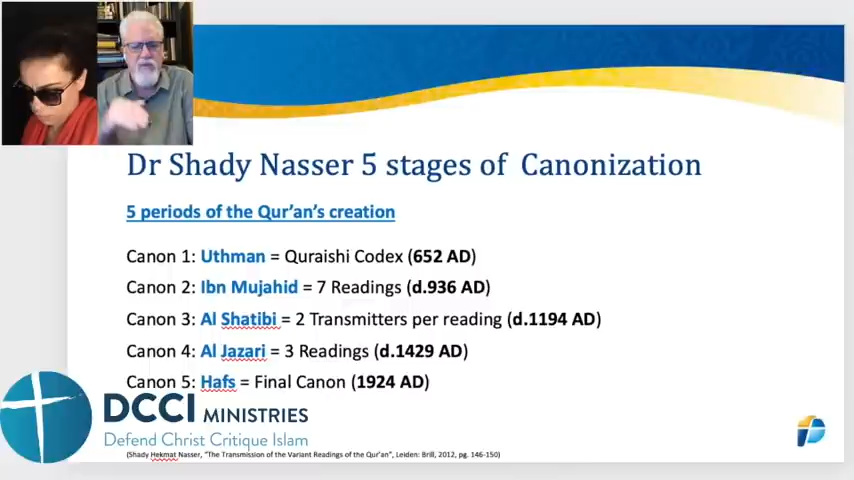 Dr Shady Nasser 5 stages of Canonization
5 periods of the Qur'an's creation
Canon 1: Uthman = Quraishi Codex (652 AD)
Canon 2: Ibn Mujahid = 7 Readings (d.936 AD)
Canon 3: Al Shatibi = 2 Transmitters per reading (d.1194 AD)
Canon 4: Al Jazari = 3 Readings (d.1429 AD)
Canon 5: Hafs = Final Canon (1924 AD)
DCCI MINISTRIES
Defend Christ Critique Islam
(Shady Hekmat Nasser, "The Transmission of the Variant Readings of the Qur'an", Leiden: Brill, 2012, pg. 146-150)